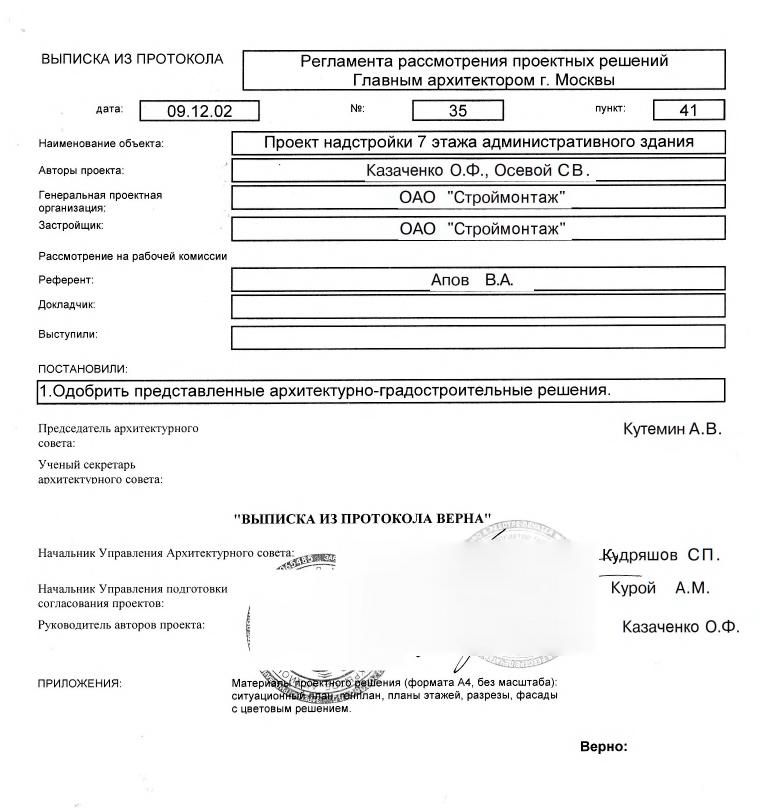 ВЫПИСКА ИЗ ПРОТОКОЛА
Регламента рассмотрения проектных решений
Главным архитектором г. Москвы
дата: 09.12.02 №: 35 пункт: 41
Наименование объекта: Проект надстройки 7 этажа административного здания
Авторы проекта: Казаченко О.Ф., Осевой СВ.
Генеральная проектная
организация: ОАО "Строймонтаж"
Застройщик: ОАО "Строймонтаж"
Рассмотрение на рабочей комиссии
Референт: Апов В.А.
Докладчик:
Выступили:
ПОСТАНОВИЛИ:
1.Одобрить представленные архитектурно-градостроительные решения.
Председатель архитектурного
совета: Кутемин А.В.
Ученый секретарь
архитектурного совета:
"ВЫПИСКА ИЗ ПРОТОКОЛА ВЕРНА"
Начальник Управления Архитектурного совета: Кудряшов СП.
Начальник Управления подготовки
согласования проектов: Курой А.М.
Руководитель авторов проекта: Казаченко О.Ф.
ПРИЛОЖЕНИЯ: Материалы проектного решения (формата А4, без масштаба):
ситуационный план, генплан, планы этажей, разрезы, фасады
с цветовым решением.
Верно: